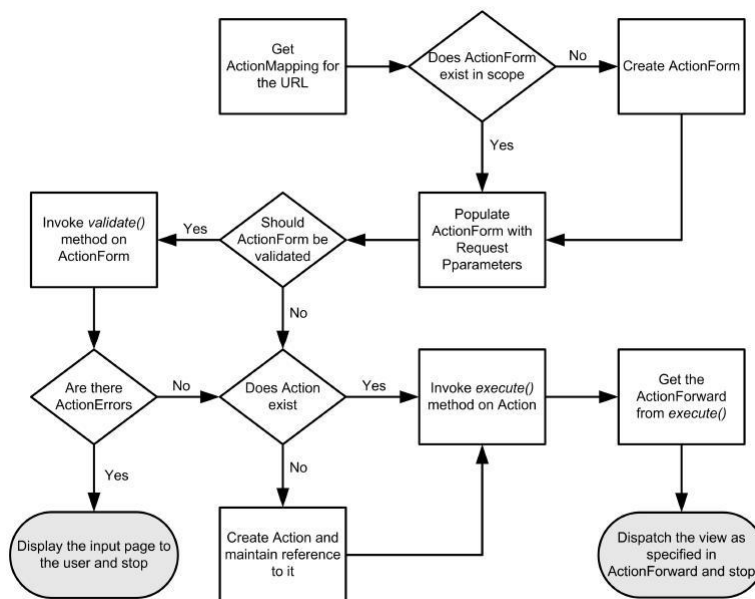 Get
ActionMapping for
the URL
Does ActionForm
exist in scope
No
Create ActionForm
Yes
Invoke validate()
method on
ActionForm
Yes
Should
ActionForm be
validated
Populate
ActionForm with
Request
Pparameters
No
Are there
ActionErrors
No
Does Action
exist
Yes
Invoke execute()
method on Action
Get the
ActionForward
from execute()
Yes
No
Display the input page to
the user and stop
Create Action and
maintain reference
to it
Dispatch the view as
specified in
ActionForward and stop